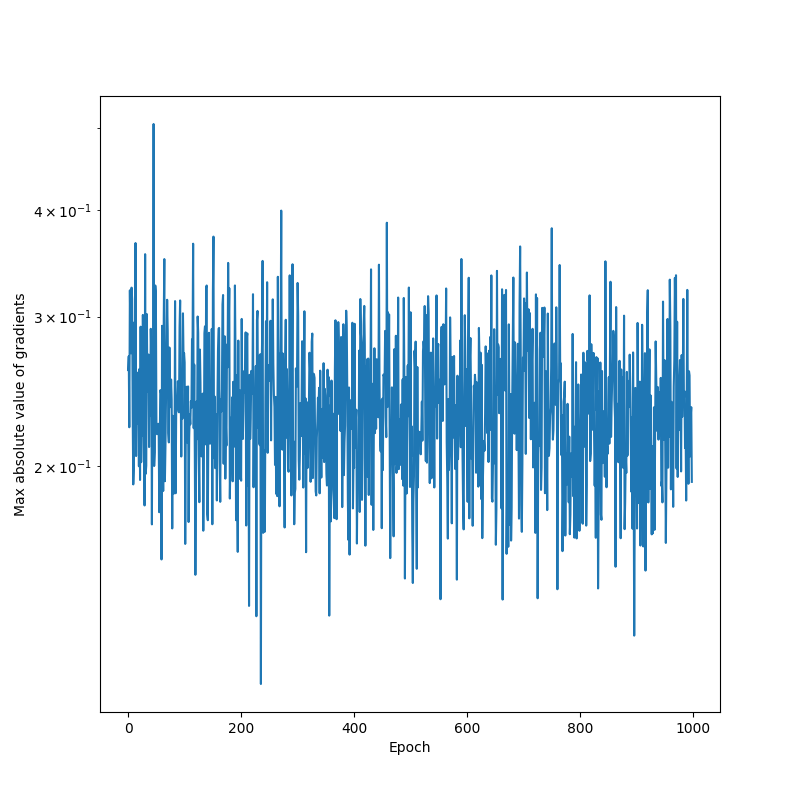 Max absolute value of gradients
4 × 10⁻¹
3 × 10⁻¹
2 × 10⁻¹
0 200 400 600 800 1000
Epoch